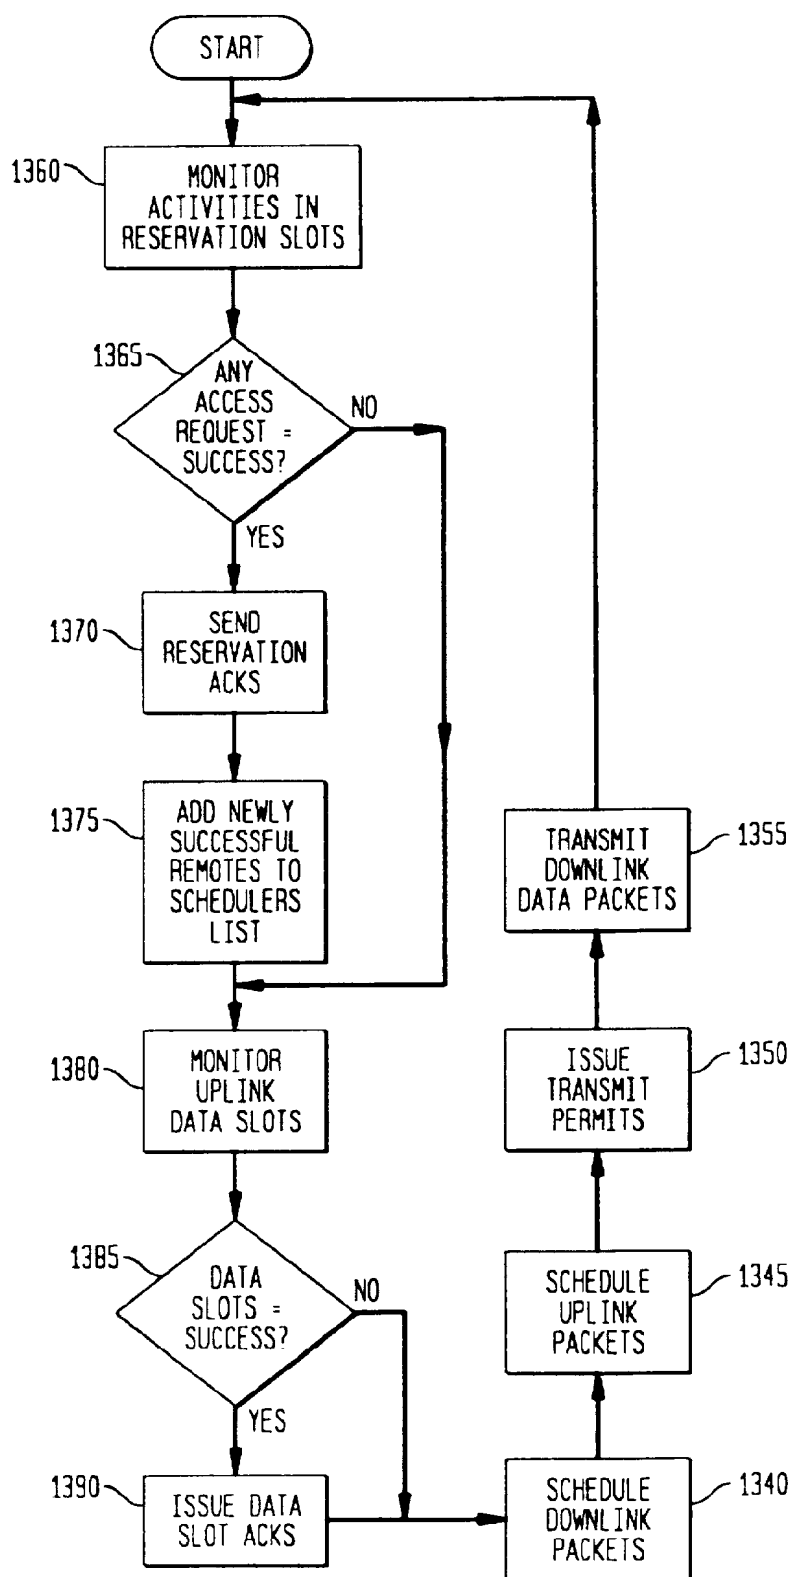 START
1360
MONITOR
ACTIVITIES IN
RESERVATION SLOTS
1365
ANY
ACCESS
REQUEST =
SUCCESS?
NO
YES
1370
SEND
RESERVATION
ACKS
1375
ADD NEWLY
SUCCESSFUL
REMOTES TO
SCHEDULERS
LIST
1380
MONITOR
UPLINK
DATA SLOTS
1385
DATA
SLOTS =
SUCCESS?
NO
YES
1390
ISSUE DATA
SLOT ACKS
1355
TRANSMIT
DOWNLINK
DATA PACKETS
1350
ISSUE
TRANSMIT
PERMITS
1345
SCHEDULE
UPLINK
PACKETS
1340
SCHEDULE
DOWNLINK
PACKETS